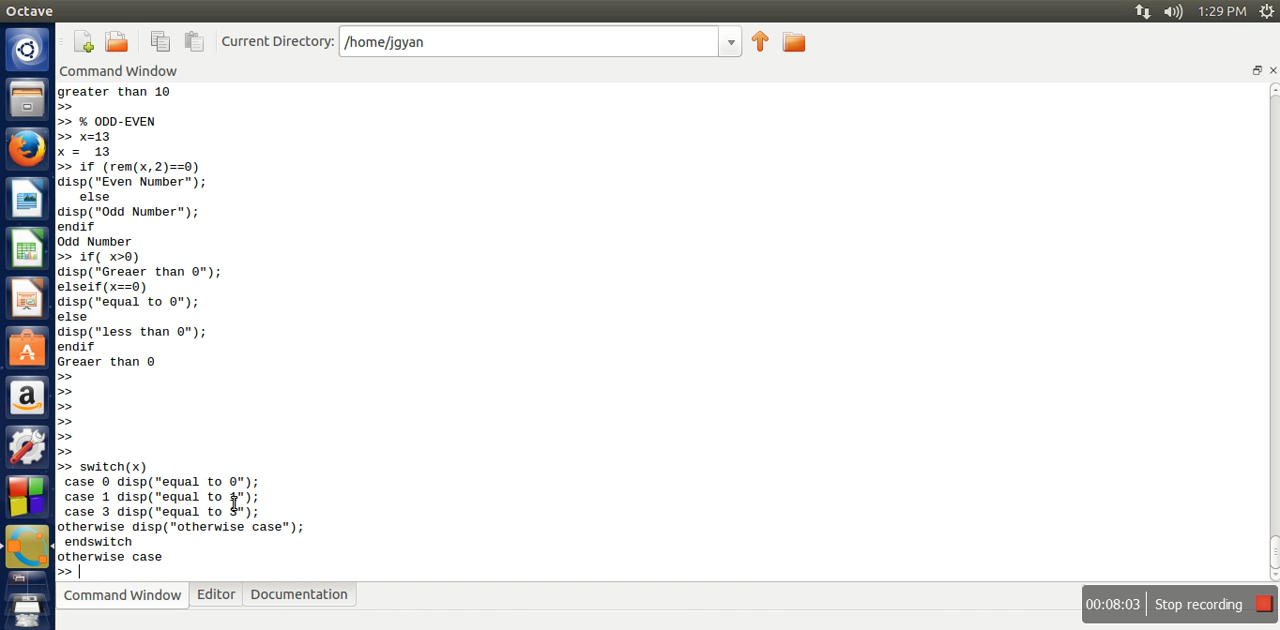 Octave
1:29 PM
Current Directory: /home/jgyan
Command Window
greater than 10
>>
>> % ODD-EVEN
>> x=13
x =  13
>> if (rem(x,2)==0)
disp("Even Number");
   else
disp("Odd Number");
endif
Odd Number
>> if( x>0)
disp("Greaer than 0");
elseif(x==0)
disp("equal to 0");
else
disp("less than 0");
endif
Greaer than 0
>>
>>
>>
>>
>>
>>
>> switch(x)
 case 0 disp("equal to 0");
 case 1 disp("equal to 1");
 case 3 disp("equal to 3");
otherwise disp("otherwise case");
 endswitch
otherwise case
>>
Command Window Editor Documentation
00:08:03 Stop recording